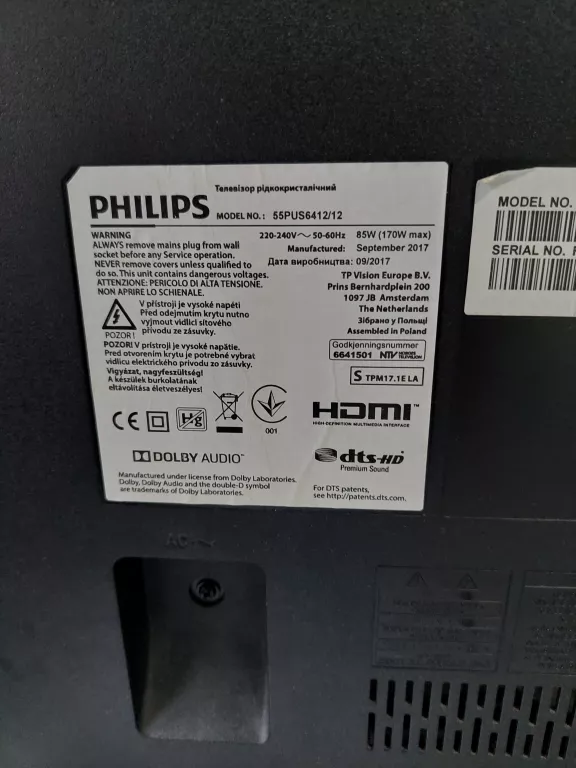 Телевізор рідкокристалічний
PHILIPS MODEL NO.: 55PUS6412/12
WARNING
ALWAYS remove mains plug from wall
socket before any Service operation.
NEVER remove covers unless qualified to
do so. This unit contains dangerous voltages.
ATTENZIONE: PERICOLO DI ALTA TENSIONE.
NON APRIRE LO SCHIENALE.
V přístroji je vysoké napětí
Před odejmutím krytu nutno
vyjmout vidlici síťového
přívodu ze zásuvky.
POZOR !
POZOR! V prístroji je vysoké napätie.
Pred otvorením krytu je potrebné vybrať
vidlicu elektrického prívodu zo zásuvky.
Vigyázat, nagyfeszültség!
A készülek burkolatának
eltávolítása életveszélyes!
220-240V～50-60Hz 85W (170W max)
Manufactured: September 2017
Дата виробництва: 09/2017
TP Vision Europe B.V.
Prins Bernhardplein 200
1097 JB Amsterdam
The Netherlands
Зібрано у Польщі
Assembled in Poland
Godkjenningsnummer
6641501 NTV
S TPM17.1E LA
CE Hg 001
HDMI
HIGH-DEFINITION MULTIMEDIA INTERFACE
DOLBY AUDIO™
Manufactured under license from Dolby Laboratories.
Dolby, Dolby Audio and the double-D symbol
are trademarks of Dolby Laboratories.
dts-HD
Premium Sound
For DTS patents,
see http://patents.dts.com.
MODEL NO.
SERIAL NO.
AC～